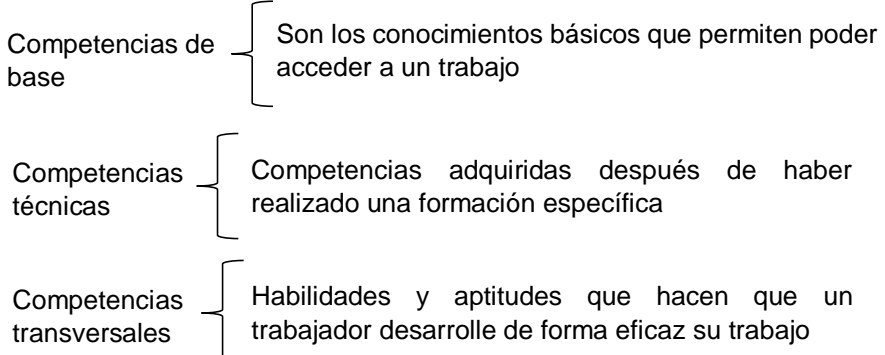 Competencias de
base
Son los conocimientos básicos que permiten poder
acceder a un trabajo
Competencias
técnicas
Competencias adquiridas después de haber
realizado una formación específica
Competencias
transversales
Habilidades y aptitudes que hacen que un
trabajador desarrolle de forma eficaz su trabajo